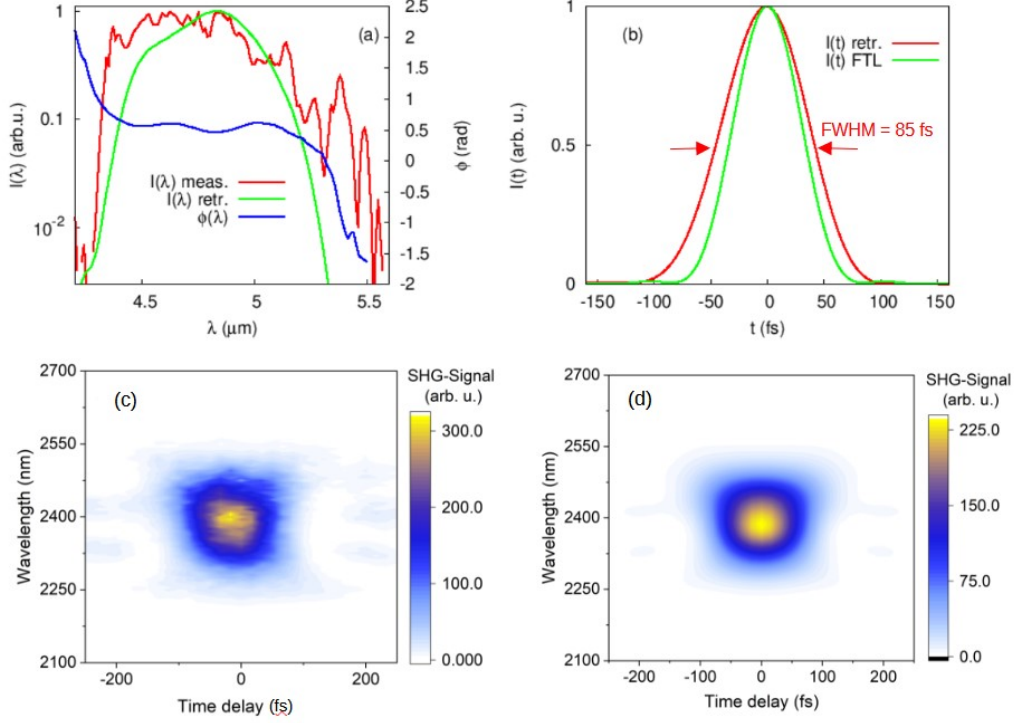 (a)
I(λ) (arb.u.)
1
0.1
10-2
2.5
2
1.5
1
0.5
0
-0.5
-1
-1.5
-2
ϕ (rad)
I(λ) meas.
I(λ) retr.
ϕ(λ)
4.5 5 5.5
λ (μm)
(b)
I(t) (arb. u.)
1
0.5
0
I(t) retr.
I(t) FTL
FWHM = 85 fs
-150 -100 -50 0 50 100 150
t (fs)
(c)
Wavelength (nm)
2700
2550
2400
2250
2100
-200 0 200
Time delay (fs)
SHG-Signal
(arb. u.)
300.0
200.0
100.0
0.000
(d)
Wavelength (nm)
2700
2550
2400
2250
2100
-200 -100 0 100 200
Time delay (fs)
SHG-Signal
(arb. u.)
225.0
150.0
75.0
0.0